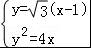 y=√3(x-1)
y²=4x